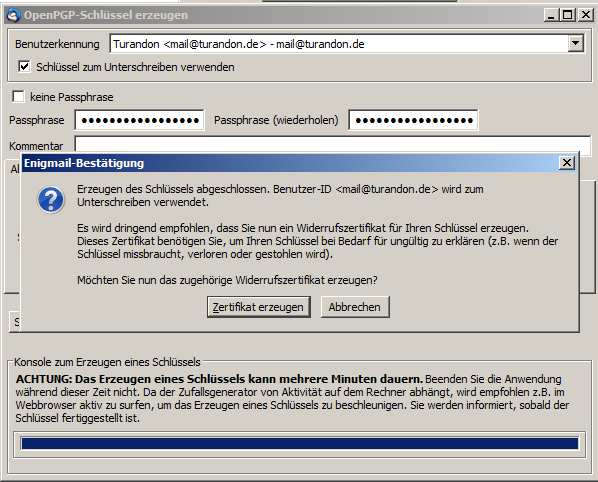 OpenPGP-Schlüssel erzeugen
Benutzerkennung
Turandon <mail@turandon.de> - mail@turandon.de
Schlüssel zum Unterschreiben verwenden
keine Passphrase
Passphrase
Passphrase (wiederholen)
Kommentar
Enigmail-Bestätigung
Erzeugen des Schlüssels abgeschlossen. Benutzer-ID <mail@turandon.de> wird zum
Unterschreiben verwendet.
Es wird dringend empfohlen, dass Sie nun ein Widerrufszertifikat für Ihren Schlüssel erzeugen.
Dieses Zertifikat benötigen Sie, um Ihren Schlüssel bei Bedarf für ungültig zu erklären (z.B. wenn der
Schlüssel missbraucht, verloren oder gestohlen wird).
Möchten Sie nun das zugehörige Widerrufszertifikat erzeugen?
Zertifikat erzeugen
Abbrechen
Konsole zum Erzeugen eines Schlüssels
ACHTUNG: Das Erzeugen eines Schlüssels kann mehrere Minuten dauern. Beenden Sie die Anwendung
während dieser Zeit nicht. Da der Zufallsgenerator von Aktivität auf dem Rechner abhängt, wird empfohlen z.B. im
Webbrowser aktiv zu surfen, um das Erzeugen eines Schlüssels zu beschleunigen. Sie werden informiert, sobald der
Schlüssel fertiggestellt ist.